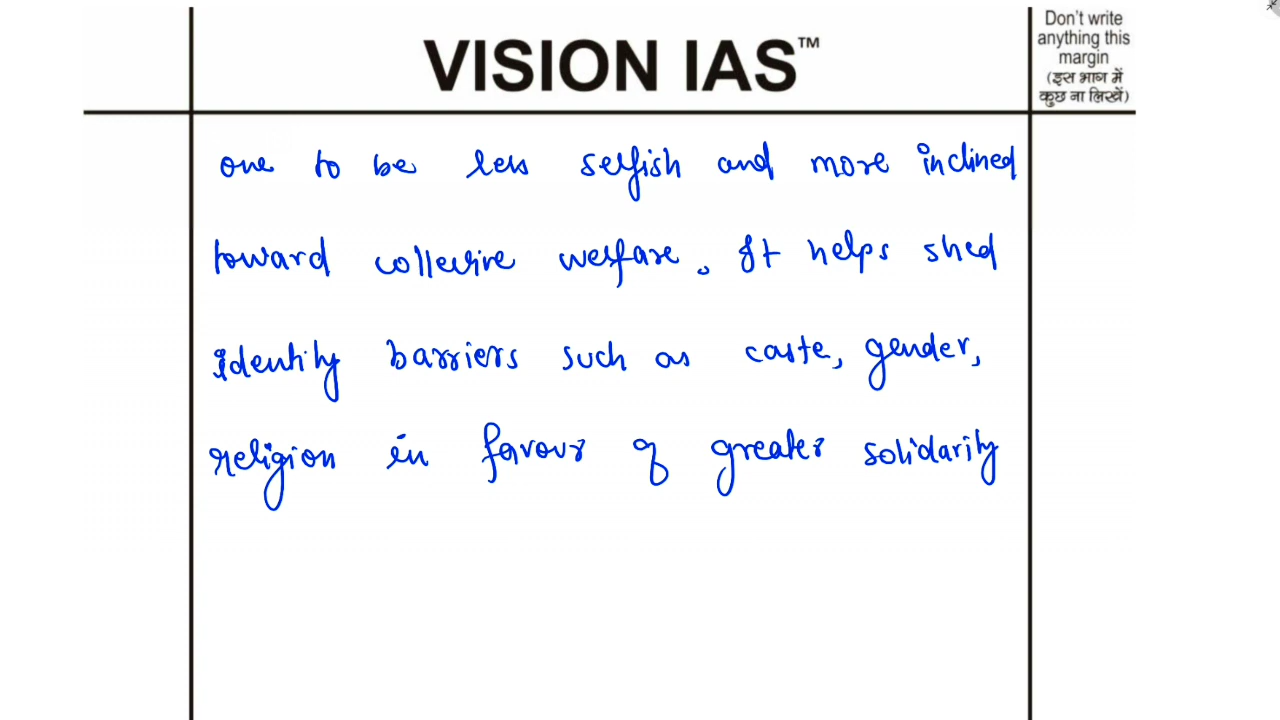 VISION IAS™
Don't write
anything this
margin
(इस भाग में
कुछ ना लिखें)
one to be less selfish and more inclined
toward collective welfare. It helps shed
identity barriers such as caste, gender,
religion in favour of greater solidarity